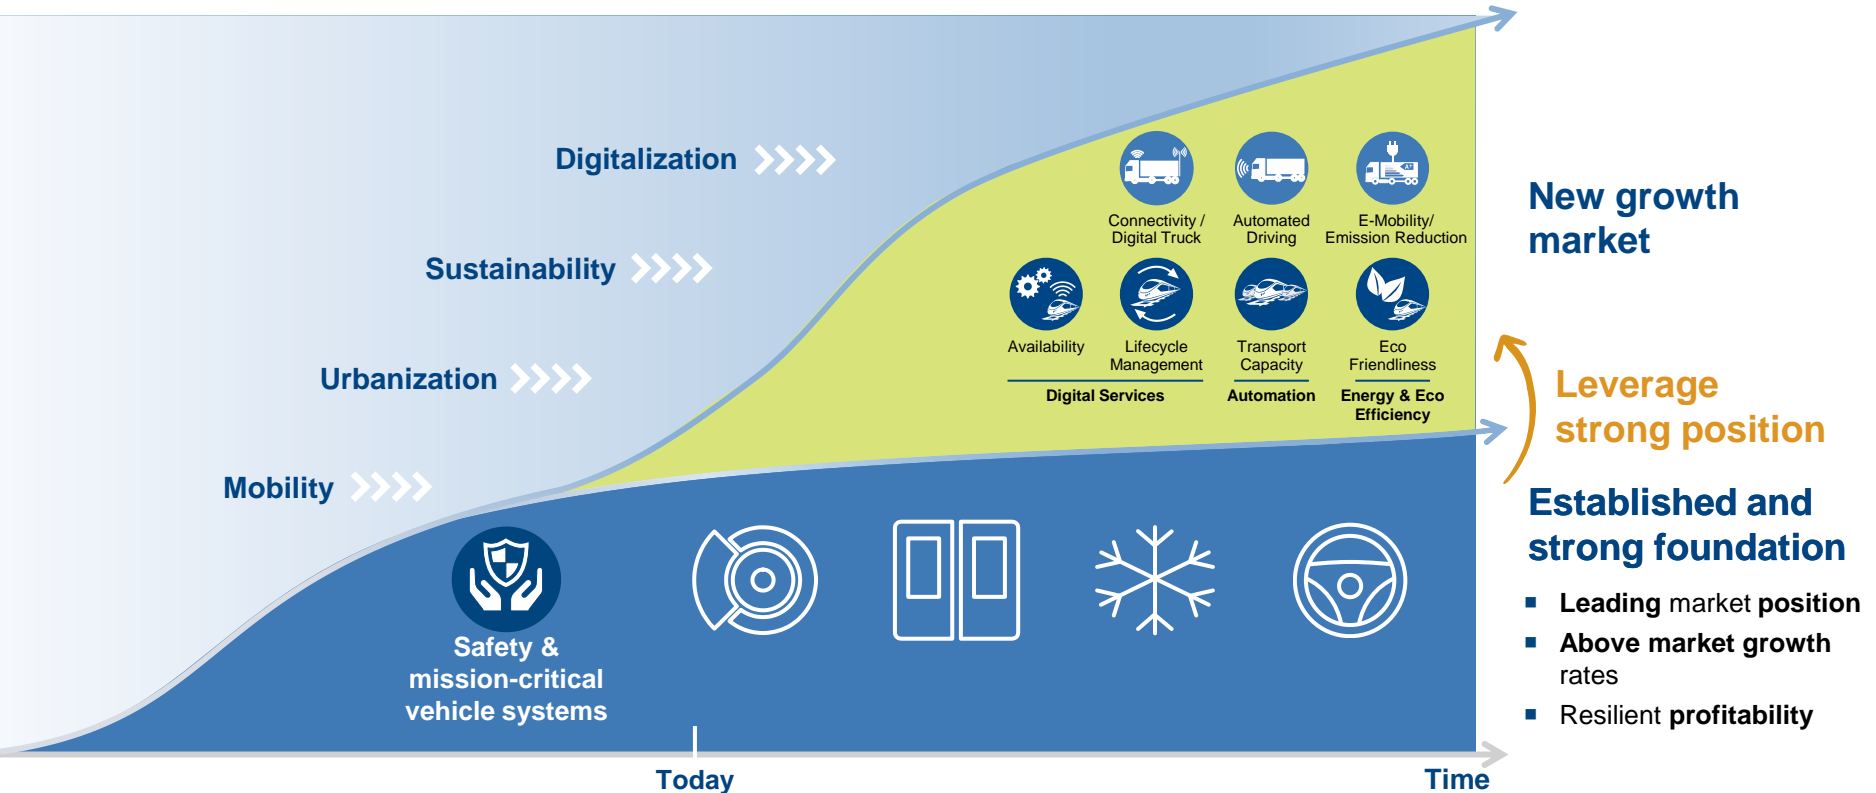 Digitalization
Sustainability
Urbanization
Mobility
Connectivity /
Digital Truck
Automated
Driving
E-Mobility/
Emission Reduction
Availability
Lifecycle
Management
Transport
Capacity
Eco
Friendliness
Digital Services
Automation
Energy & Eco
Efficiency
New growth
market
Leverage
strong position
Established and
strong foundation
Leading market position
Above market growth
rates
Resilient profitability
Safety &
mission-critical
vehicle systems
Today
Time